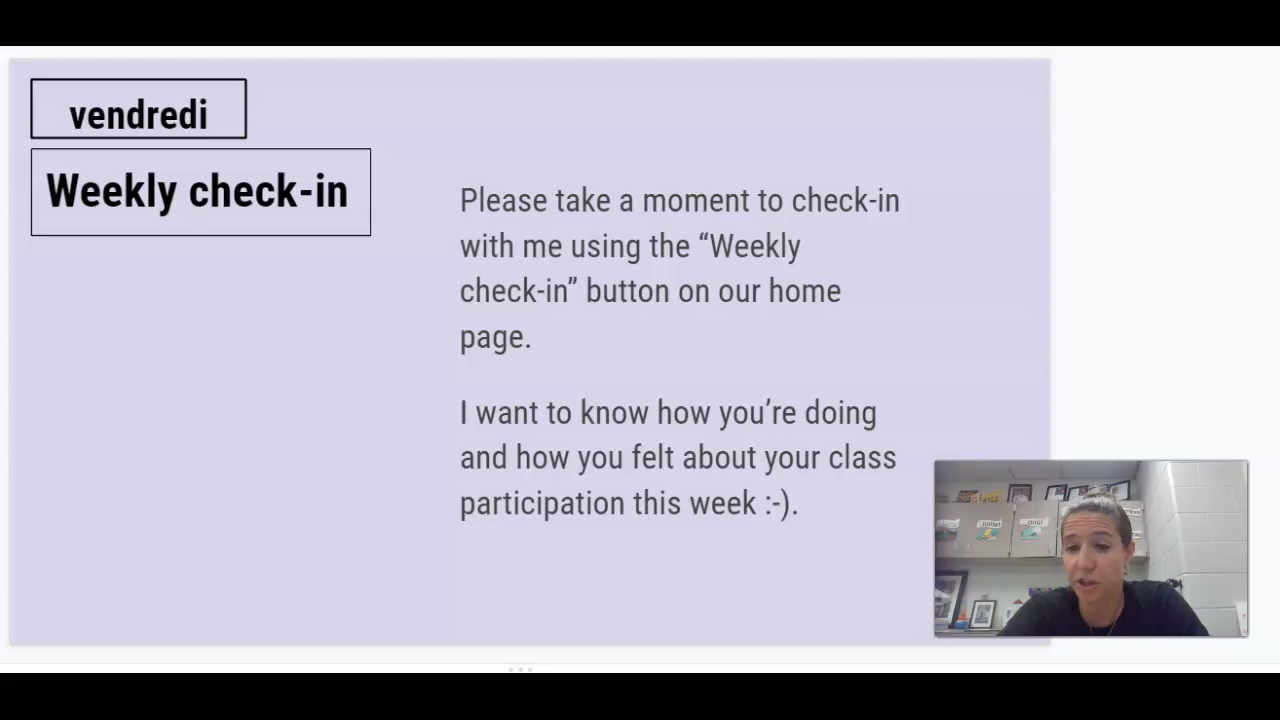 vendredi
Weekly check-in
Please take a moment to check-in
with me using the “Weekly
check-in” button on our home
page.
I want to know how you’re doing
and how you felt about your class
participation this week :-).
juillet
août